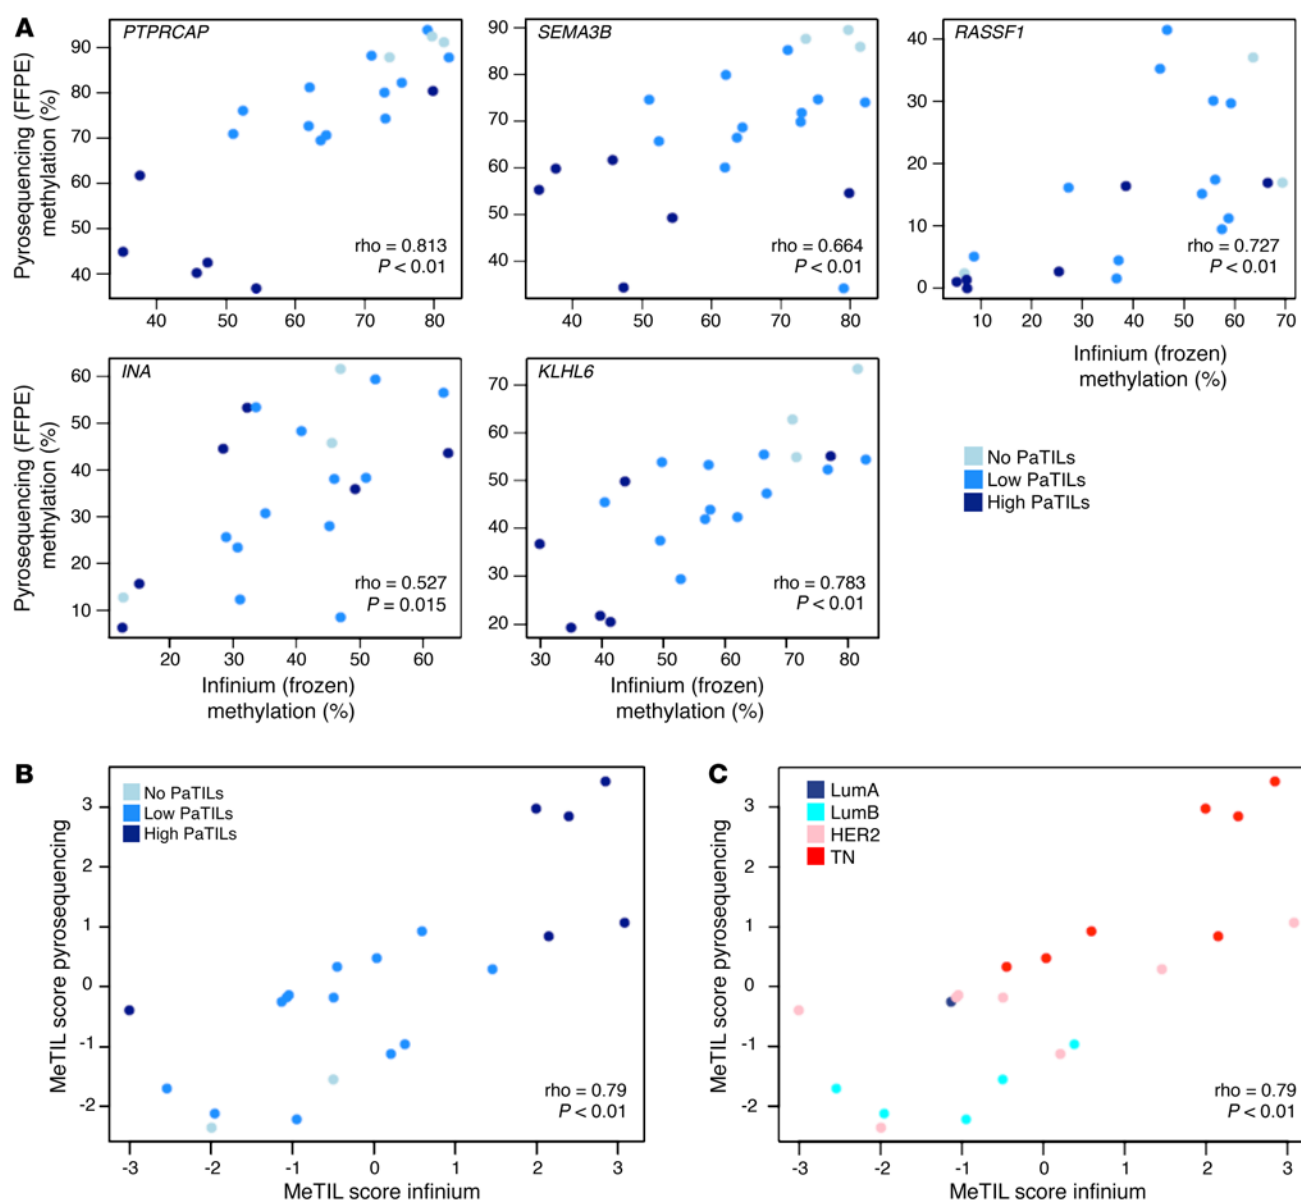 A
PTPRCAP
Pyrosequencing (FFPE)
methylation (%)
90
80
70
60
50
40
rho = 0.813
P < 0.01
40 50 60 70 80
SEMA3B
90
80
70
60
50
40
rho = 0.664
P < 0.01
40 50 60 70 80
RASSF1
40
30
20
10
0
rho = 0.727
P < 0.01
10 20 30 40 50 60 70
Infinium (frozen)
methylation (%)
INA
Pyrosequencing (FFPE)
methylation (%)
60
50
40
30
20
10
rho = 0.527
P = 0.015
20 30 40 50 60
Infinium (frozen)
methylation (%)
KLHL6
70
60
50
40
30
20
rho = 0.783
P < 0.01
30 40 50 60 70 80
Infinium (frozen)
methylation (%)
No PaTILs
Low PaTILs
High PaTILs
B
No PaTILs
Low PaTILs
High PaTILs
MeTIL score pyrosequencing
3
2
1
0
-1
-2
rho = 0.79
P < 0.01
-3 -2 -1 0 1 2 3
MeTIL score infinium
C
LumA
LumB
HER2
TN
MeTIL score pyrosequencing
3
2
1
0
-1
-2
rho = 0.79
P < 0.01
-3 -2 -1 0 1 2 3
MeTIL score infinium